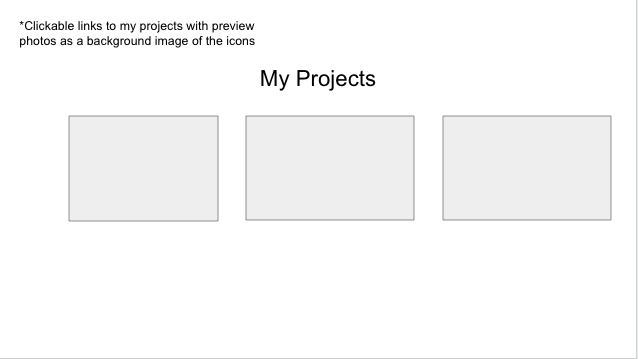 *Clickable links to my projects with preview
photos as a background image of the icons
My Projects